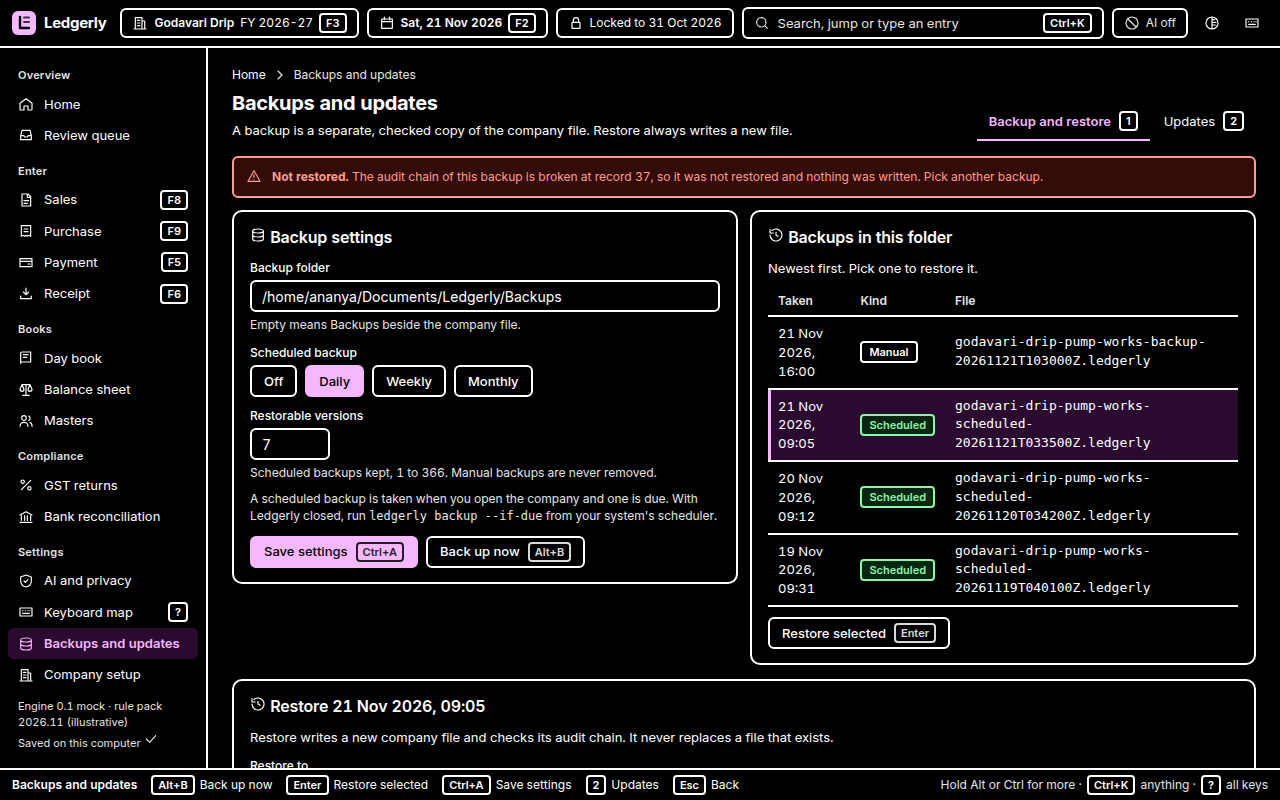 Ledgerly
Godavari Drip FY 2026-27 F3
Sat, 21 Nov 2026 F2
Locked to 31 Oct 2026
Search, jump or type an entry Ctrl+K
AI off
Overview
Home
Review queue
Enter
Sales F8
Purchase F9
Payment F5
Receipt F6
Books
Day book
Balance sheet
Masters
Compliance
GST returns
Bank reconciliation
Settings
AI and privacy
Keyboard map ?
Backups and updates
Company setup
Engine 0.1 mock · rule pack
2026.11 (illustrative)
Saved on this computer
Home > Backups and updates
Backups and updates
A backup is a separate, checked copy of the company file. Restore always writes a new file.
Backup and restore 1
Updates 2
Not restored. The audit chain of this backup is broken at record 37, so it was not restored and nothing was written. Pick another backup.
Backup settings
Backup folder
/home/ananya/Documents/Ledgerly/Backups
Empty means Backups beside the company file.
Scheduled backup
Off Daily Weekly Monthly
Restorable versions
7
Scheduled backups kept, 1 to 366. Manual backups are never removed.
A scheduled backup is taken when you open the company and one is due. With
Ledgerly closed, run ledgerly backup --if-due from your system's scheduler.
Save settings Ctrl+A Back up now Alt+B
Backups in this folder
Newest first. Pick one to restore it.
Taken Kind File
21 Nov
2026,
16:00
Manual
godavari-drip-pump-works-backup-
20261121T103000Z.ledgerly
21 Nov
2026,
09:05
Scheduled
godavari-drip-pump-works-
scheduled-
20261121T033500Z.ledgerly
20 Nov
2026,
09:12
Scheduled
godavari-drip-pump-works-
scheduled-
20261120T034200Z.ledgerly
19 Nov
2026,
09:31
Scheduled
godavari-drip-pump-works-
scheduled-
20261119T040100Z.ledgerly
Restore selected Enter
Restore 21 Nov 2026, 09:05
Restore writes a new company file and checks its audit chain. It never replaces a file that exists.
Restore to
Backups and updates Alt+B Back up now Enter Restore selected Ctrl+A Save settings 2 Updates Esc Back
Hold Alt or Ctrl for more · Ctrl+K anything · ? all keys